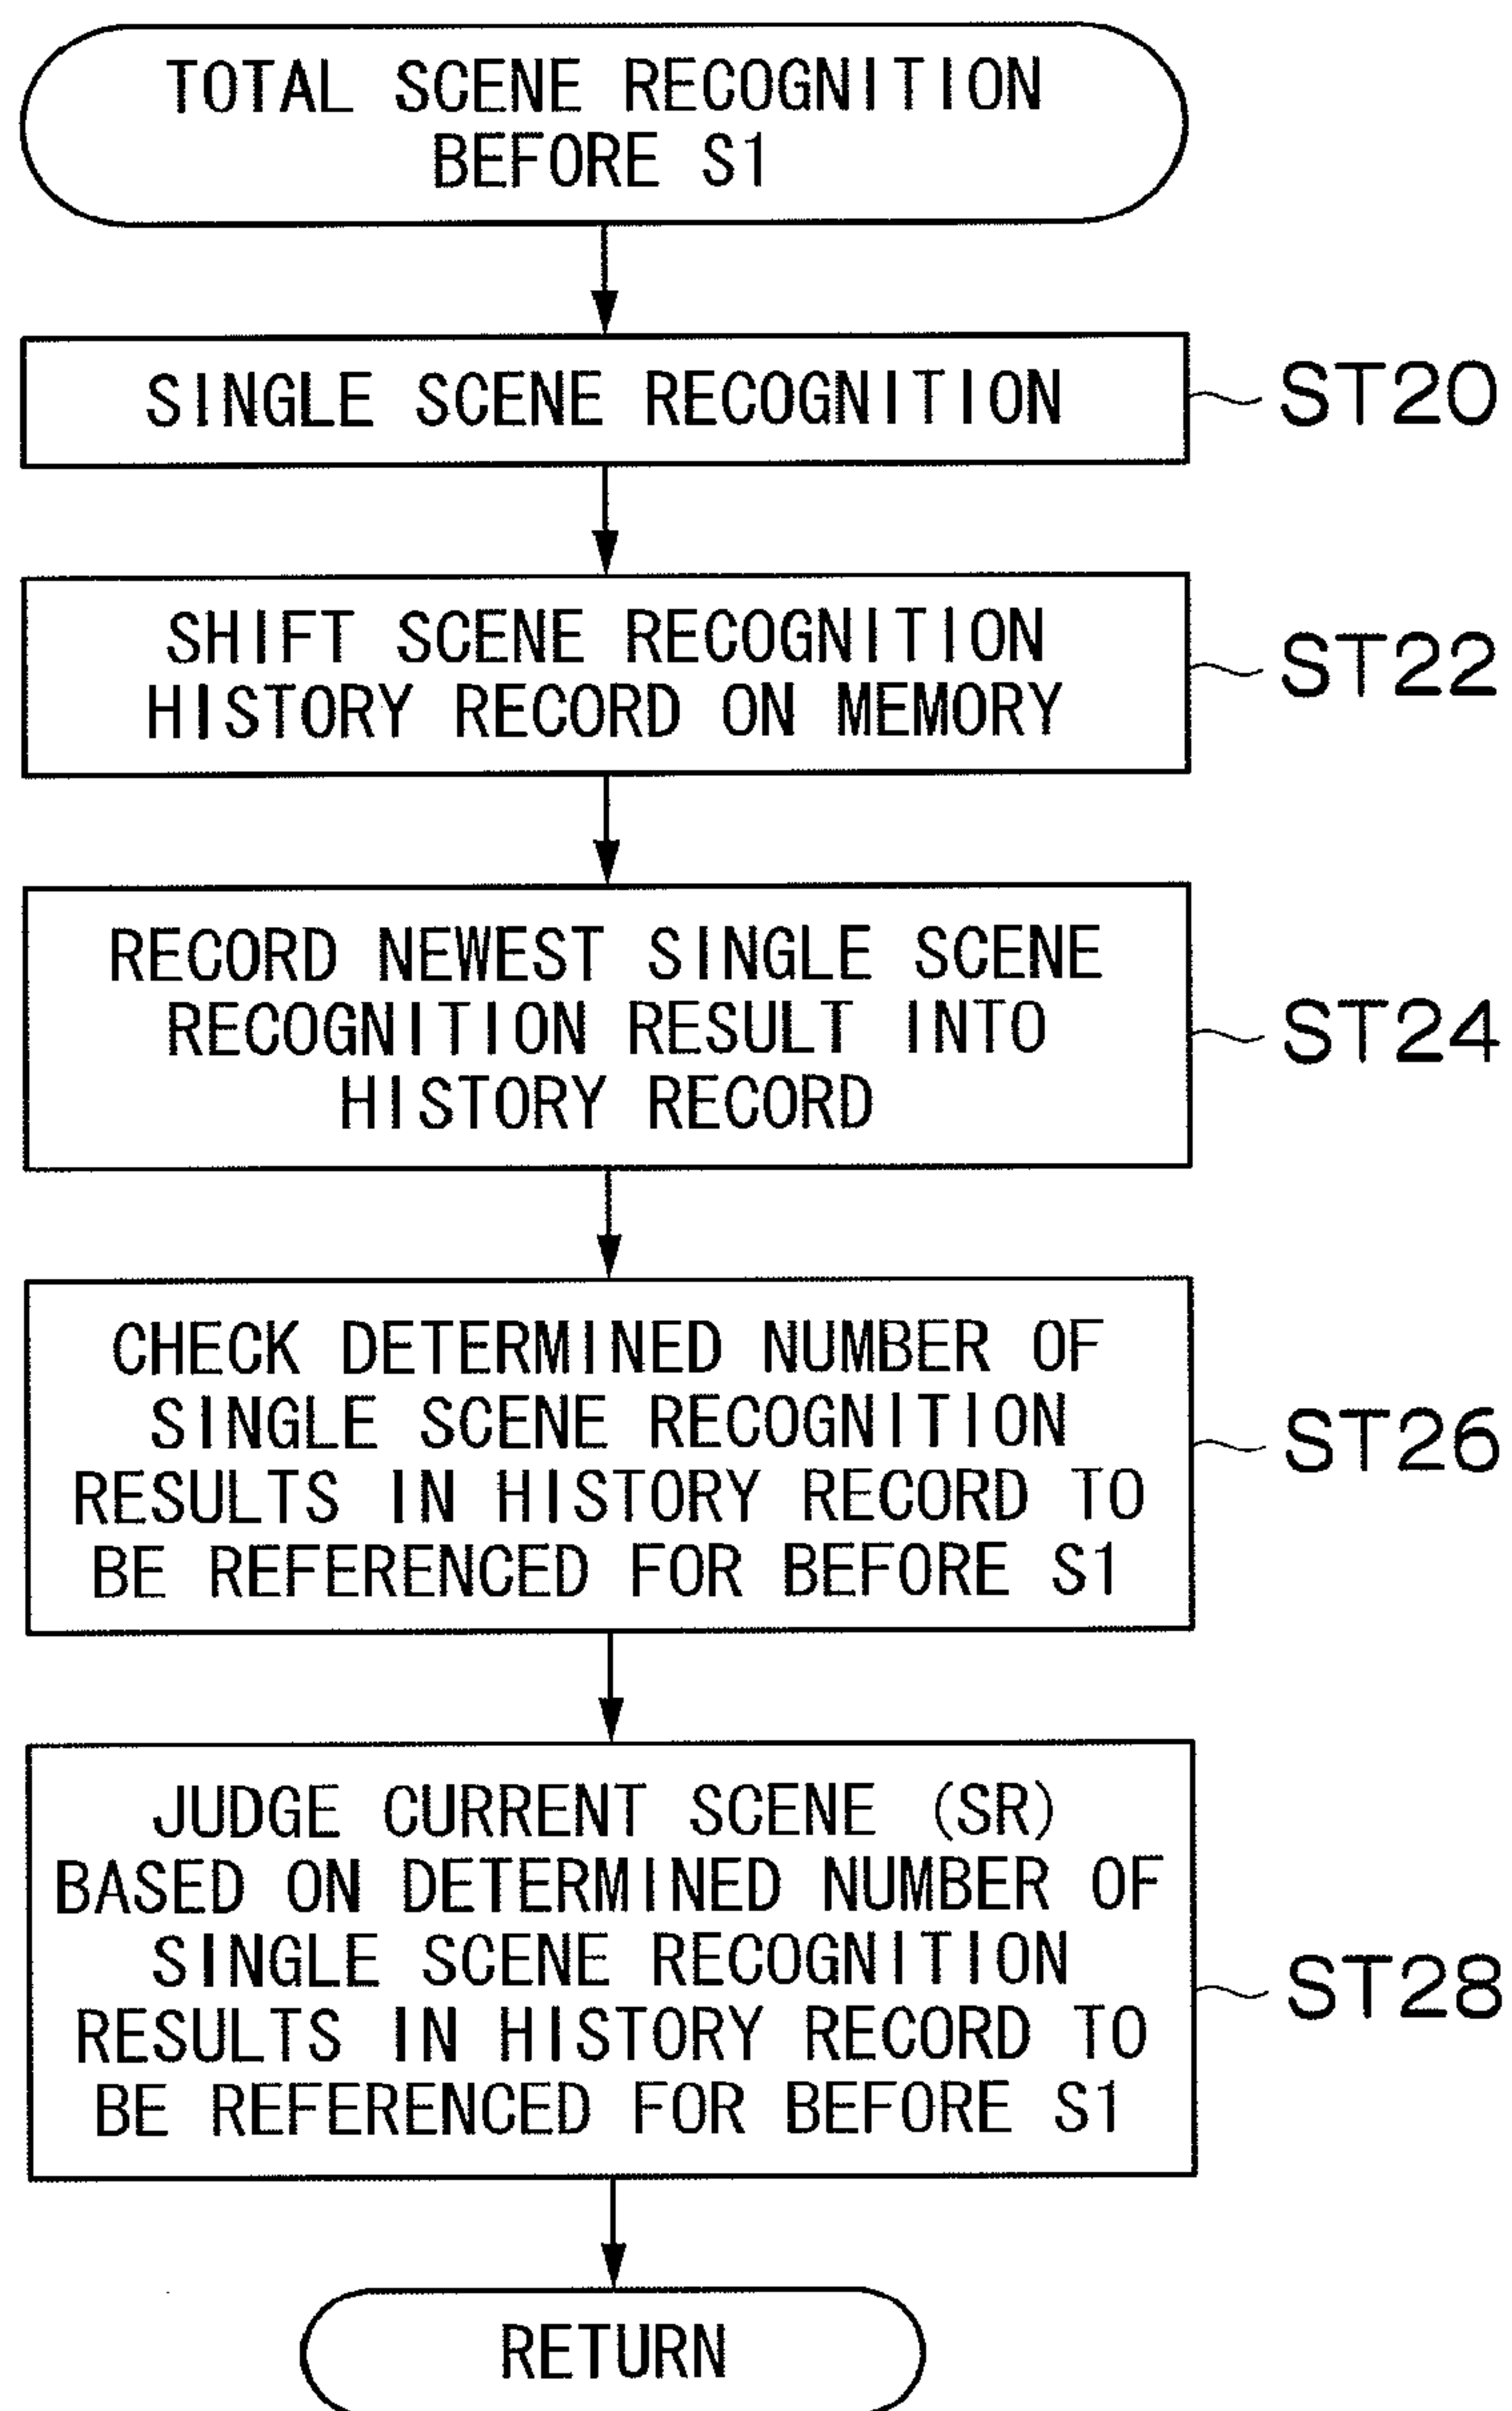 TOTAL SCENE RECOGNITION
BEFORE S1
SINGLE SCENE RECOGNITION
ST20
SHIFT SCENE RECOGNITION
HISTORY RECORD ON MEMORY
ST22
RECORD NEWEST SINGLE SCENE
RECOGNITION RESULT INTO
HISTORY RECORD
ST24
CHECK DETERMINED NUMBER OF
SINGLE SCENE RECOGNITION
RESULTS IN HISTORY RECORD TO
BE REFERENCED FOR BEFORE S1
ST26
JUDGE CURRENT SCENE (SR)
BASED ON DETERMINED NUMBER OF
SINGLE SCENE RECOGNITION
RESULTS IN HISTORY RECORD TO
BE REFERENCED FOR BEFORE S1
ST28
RETURN